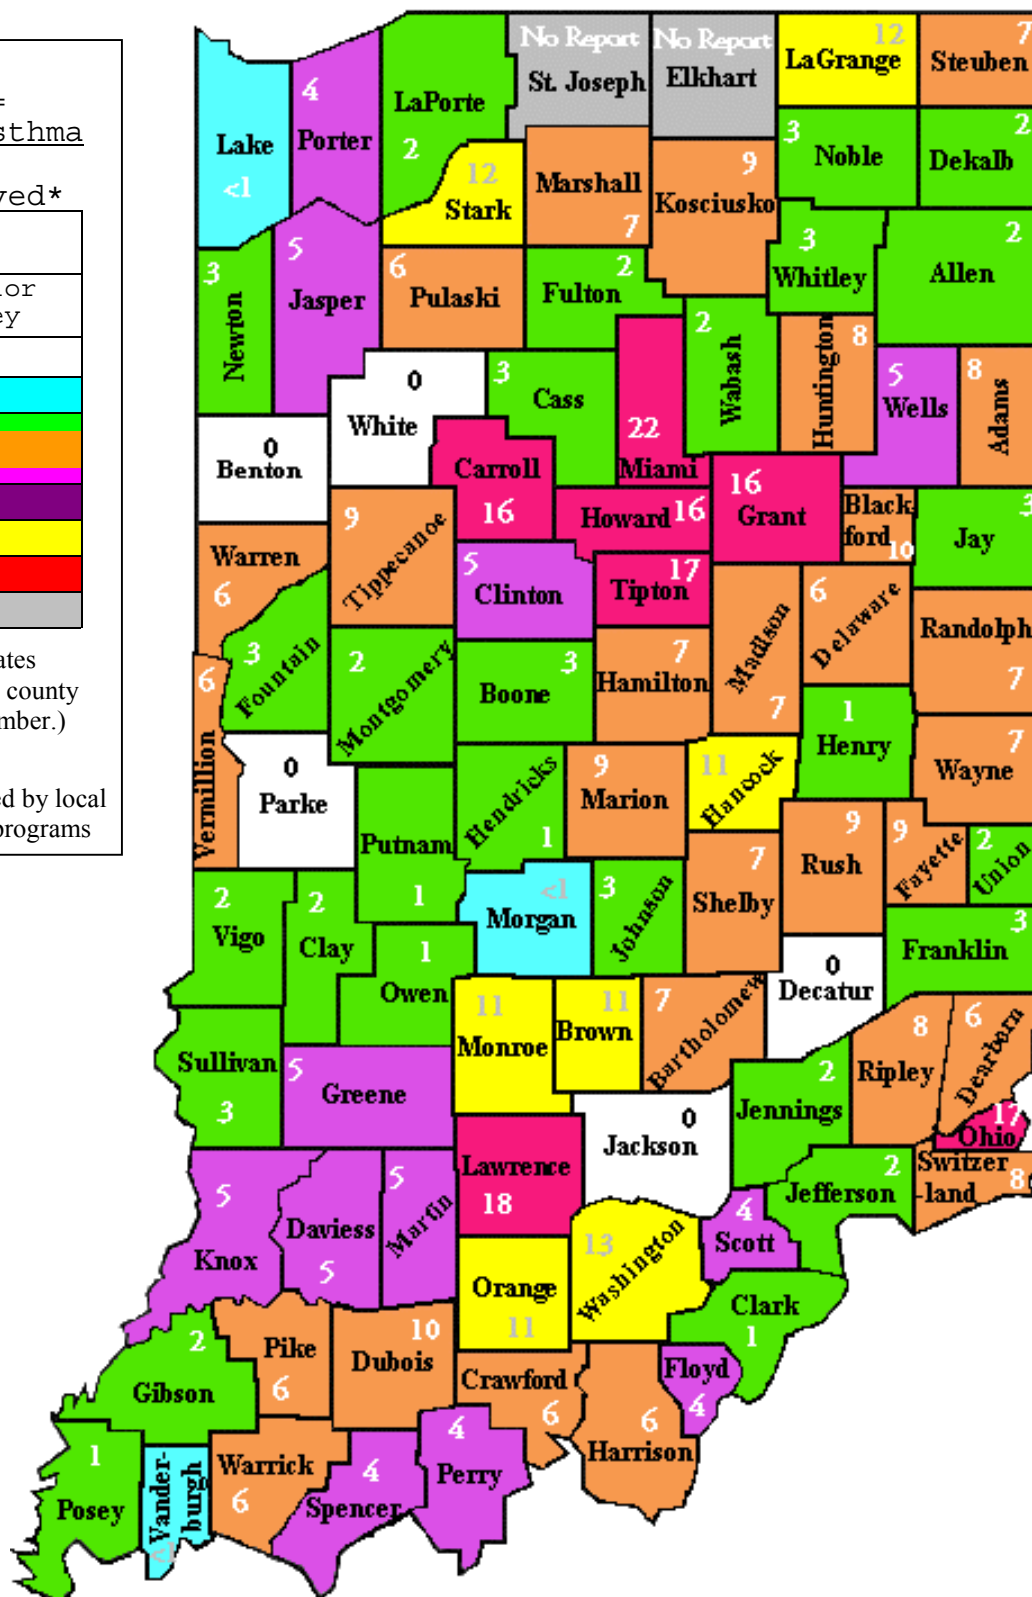 =
sthma
ved*
ior
ey
ates
county
mber.)
ed by local
programs
Lake
<1
4
Porter
LaPorte
2
No Report
St. Joseph
No Report
Elkhart
12
LaGrange
7
Steuben
12
Stark
Marshall
7
9
Kosciusko
3
Noble
2
Dekalb
3
Newton
5
Jasper
6
Pulaski
2
Fulton
3
Whitley
2
Allen
0
White
3
Cass
22
Miami
2
Wabash
8
Huntington
5
Wells
8
Adams
0
Benton
Carroll
16
Howard 16
16
Grant
Black
ford
10
3
Jay
Warren
6
9
Tippecanoe
5
Clinton
17
Tipton
Madison
7
6
Delaware
Randolph
7
3
Fountain
2
Montgomery
3
Boone
7
Hamilton
1
Henry
7
Wayne
6
Vermillion
0
Parke
Putnam
1
Hendricks
1
9
Marion
11
Hancock
9
Rush
9
Fayette
2
Union
7
Shelby
2
Vigo
2
Clay
1
Owen
<1
Morgan
3
Johnson
3
Franklin
0
Decatur
Sullivan
3
5
Greene
11
Monroe
11
Brown
7
Bartholomew
8
Ripley
6
Dearborn
2
Jennings
0
Jackson
17
Ohio
Switzer
-land
8
2
Jefferson
5
Knox
Daviess
5
5
Martin
Lawrence
18
13
Washington
4
Scott
Orange
11
Clark
1
2
Gibson
Pike
6
10
Dubois
Crawford
6
6
Harrison
Floyd
4
1
Posey
Vander-
burgh
<1
Warrick
6
4
Spencer
4
Perry